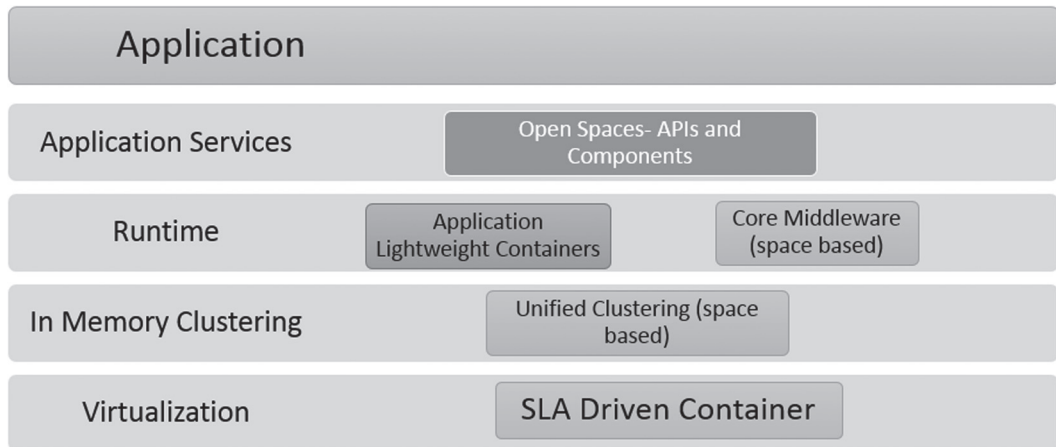 Application
Application Services
Open Spaces- APIs and
Components
Runtime
Application
Lightweight Containers
Core Middleware
(space based)
In Memory Clustering
Unified Clustering (space
based)
Virtualization
SLA Driven Container